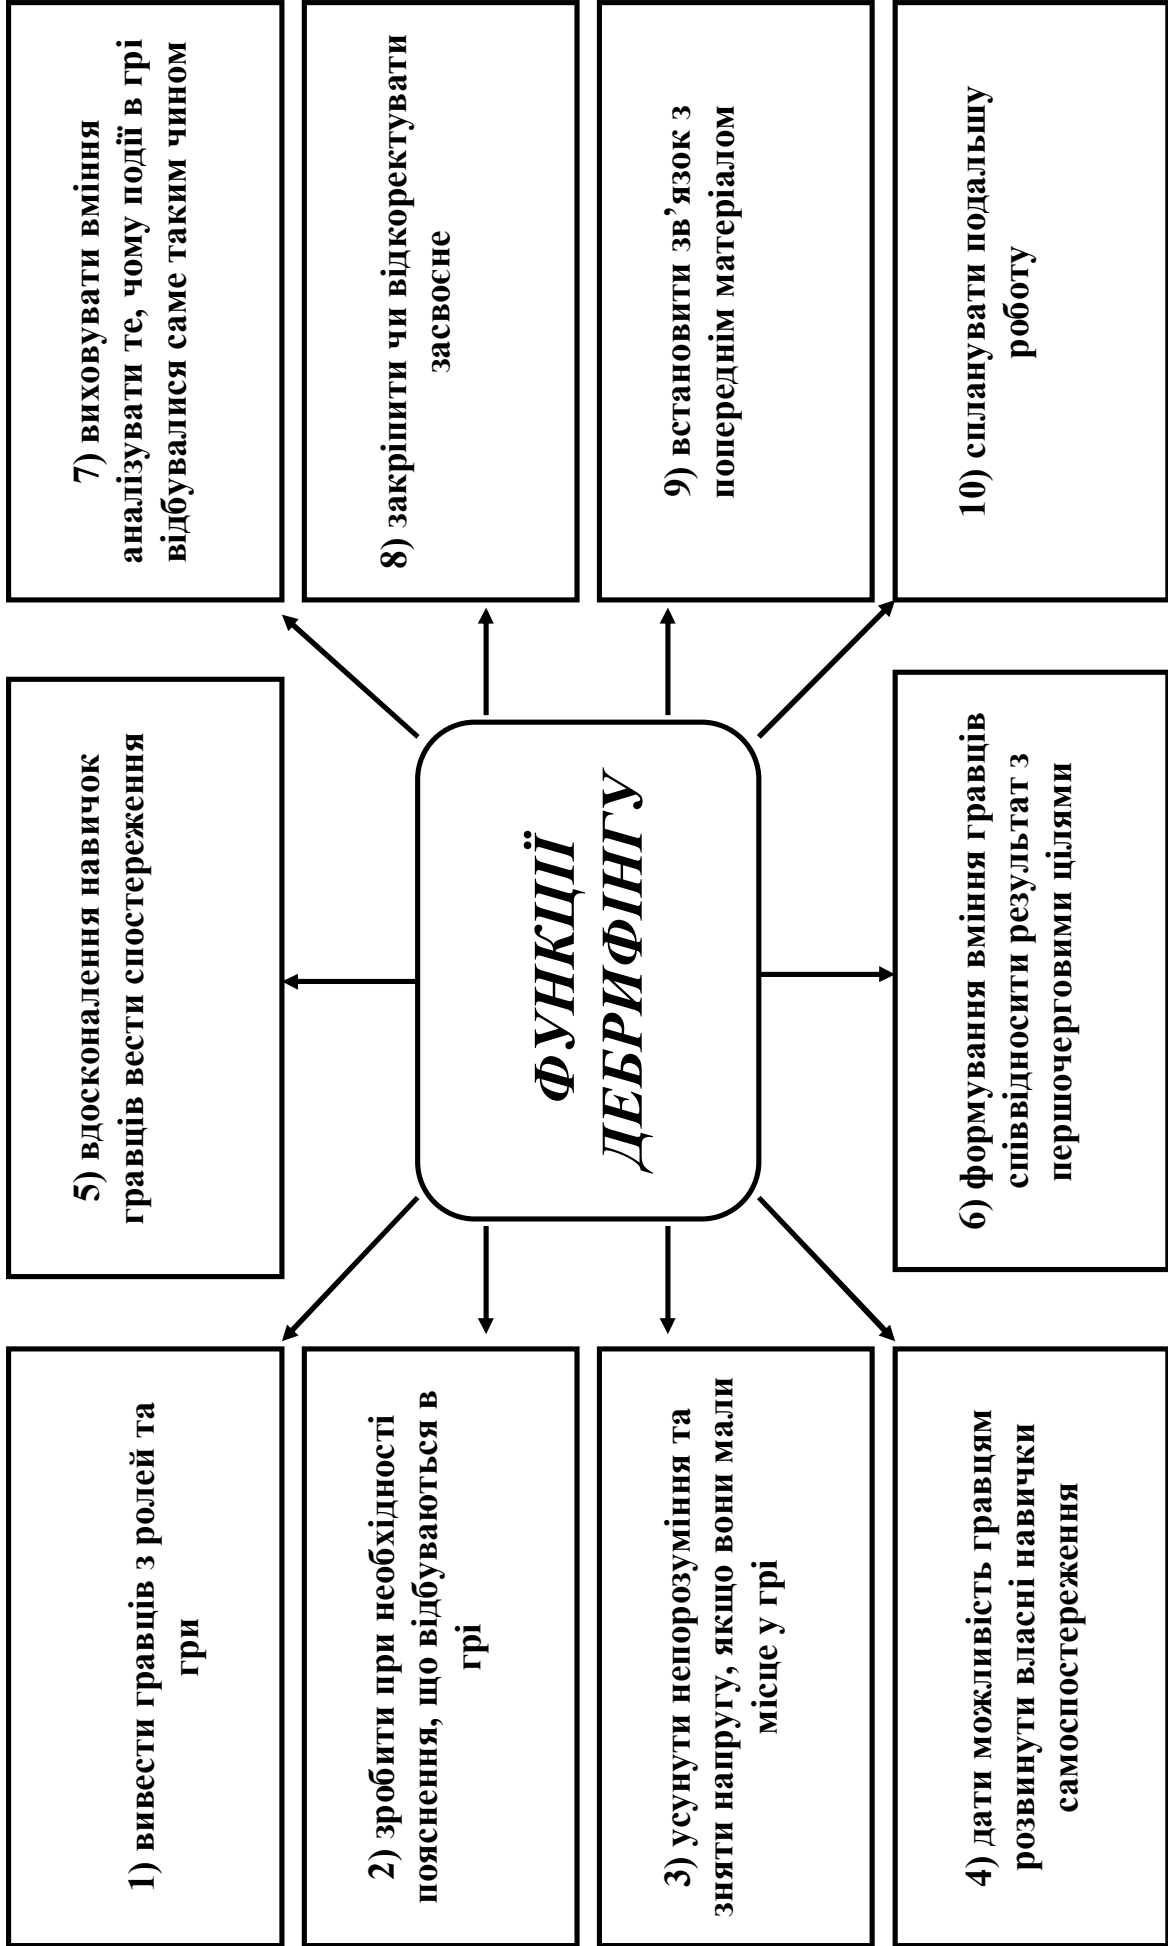 1) вивести гравців з ролей та
гри
2) зробити при необхідності
пояснення, що відбуваються в
грі
3) усунути непорозуміння та
зняти напругу, якщо вони мали
місце у грі
4) дати можливість гравцям
розвинути власні навички
самоспостереження
5) вдосконалення навичок
гравців вести спостереження
ФУНКЦІЇ
ДЕБРИФІНГУ
6) формування вміння гравців
співвідносити результат з
першочерговими цілями
7) виховувати вміння
аналізувати те, чому події в грі
відбувалися саме таким чином
8) закріпити чи відкоректувати
засвоєне
9) встановити зв’язок з
попереднім матеріалом
10) спланувати подальшу
роботу